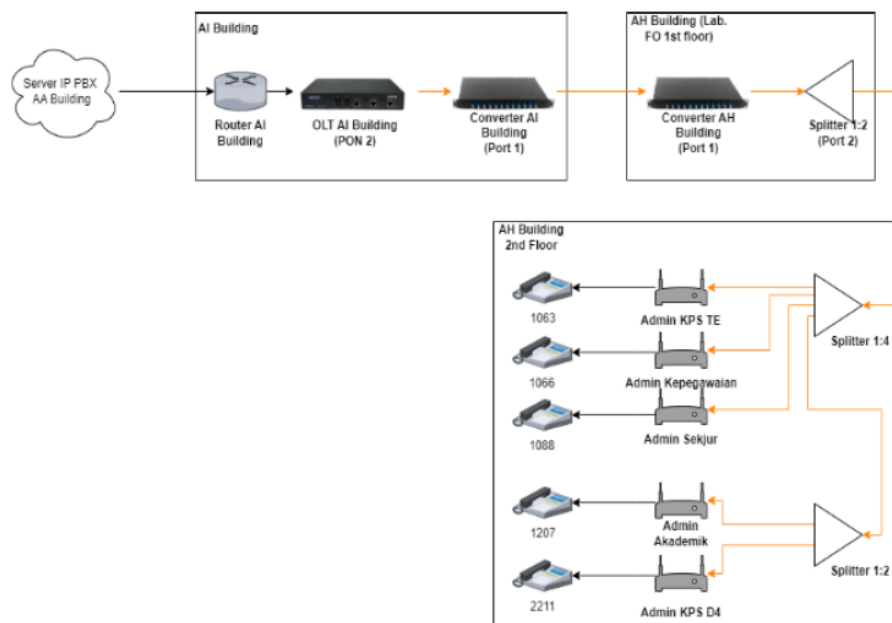 AI Building
AH Building (Lab.
FO 1st floor)
Server IP PBX
AA Building
Router AI
Building
OLT AI Building
(PON 2)
Converter AI
Building
(Port 1)
Converter AH
Building
(Port 1)
Splitter 1:2
(Port 2)
AH Building
2nd Floor
1063
Admin KPS TE
Splitter 1:4
1066
Admin Kepegawaian
1088
Admin Sekjur
1207
Admin
Akademik
Splitter 1:2
2211
Admin KPS D4